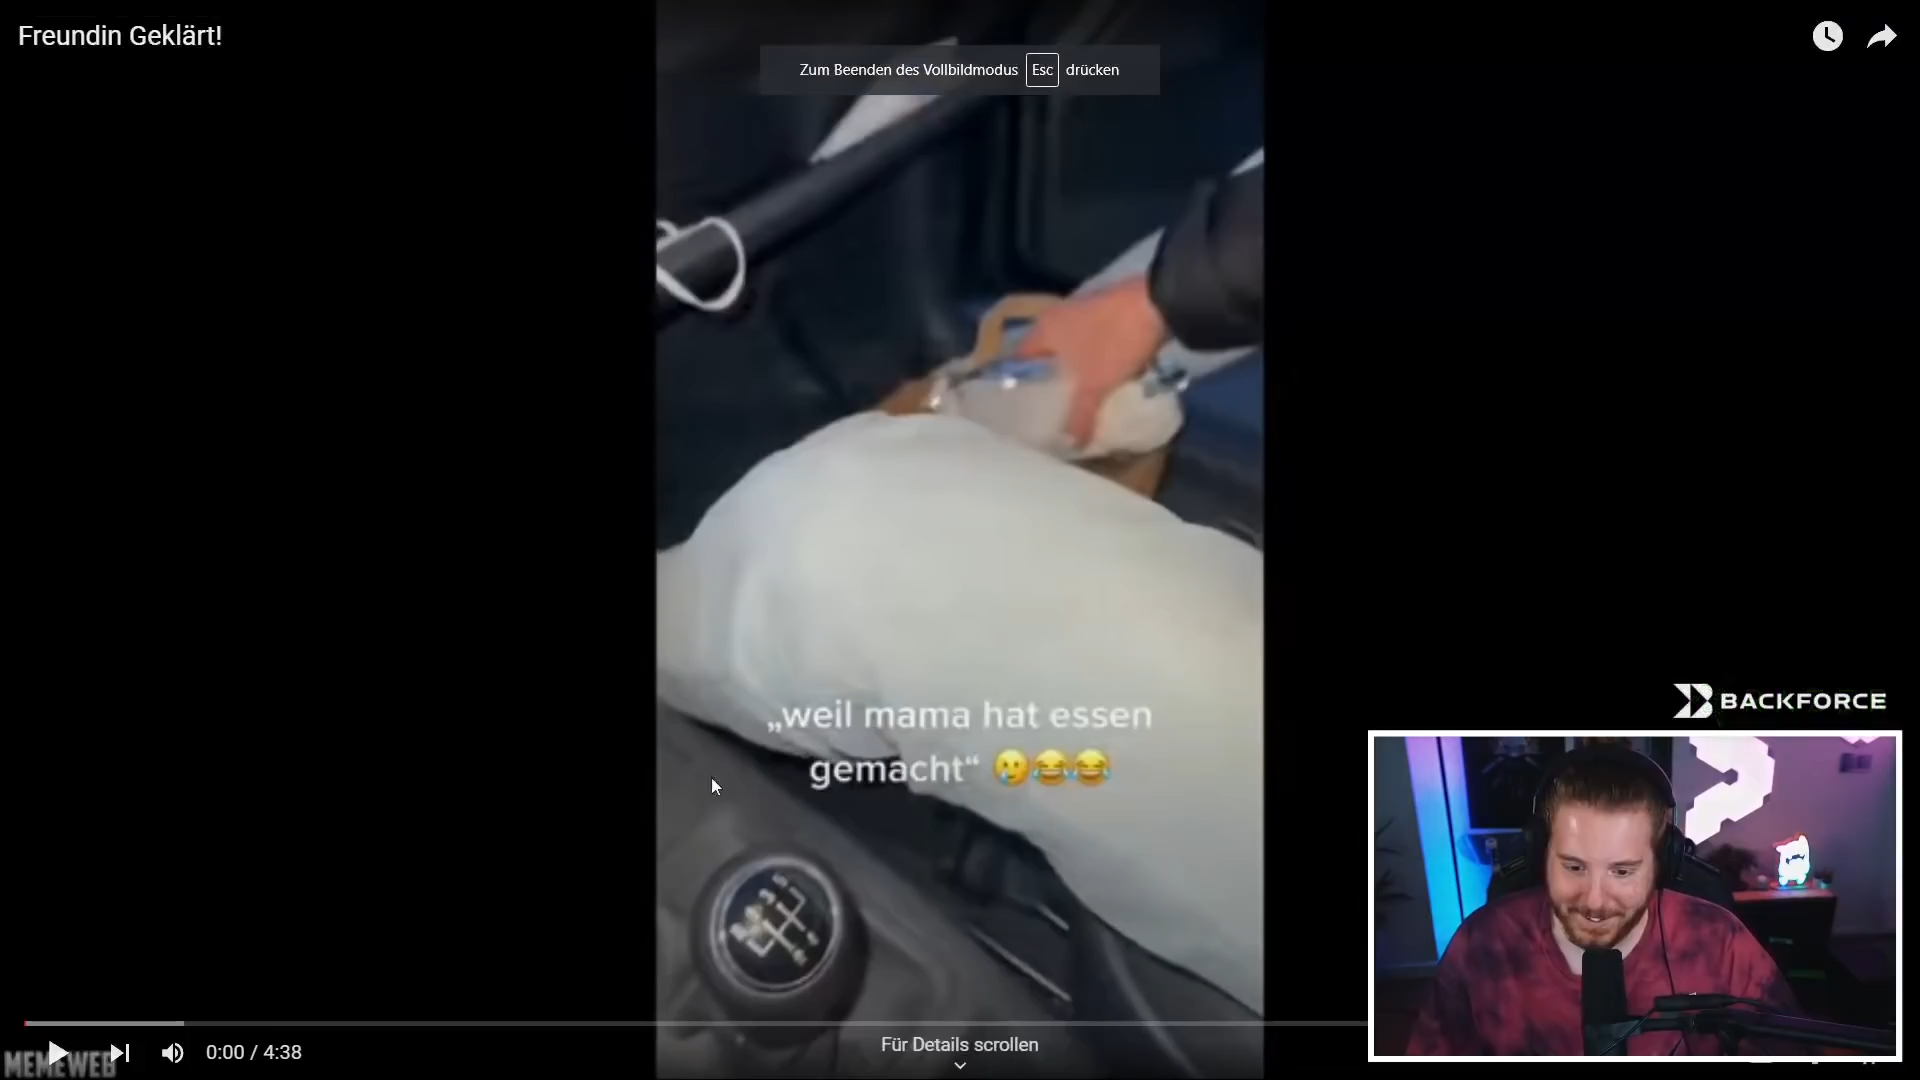 Freundin Geklärt!
Zum Beenden des Vollbildmodus Esc drücken
„weil mama hat essen
gemacht“ 🥲😂😂
BACKFORCE
MEMEWEB
0:00 / 4:38
Für Details scrollen